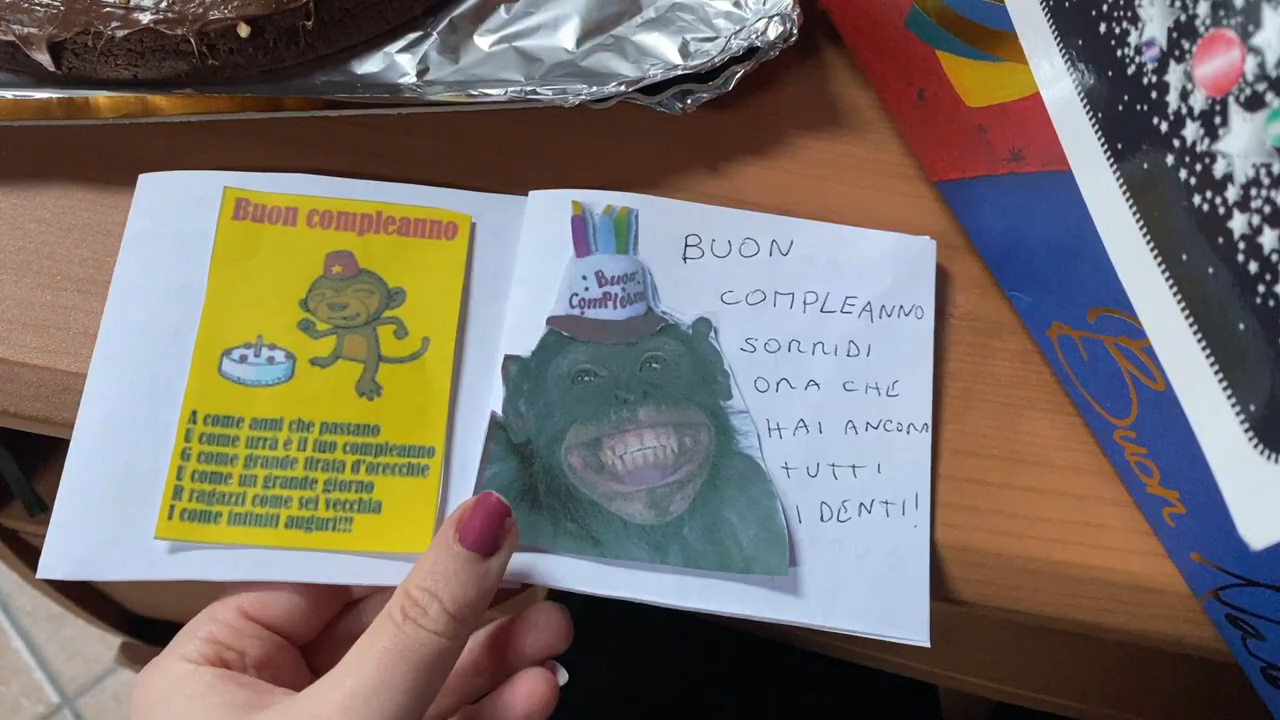 Buon compleanno
A come anni che passano
U come urrà è il tuo compleanno
G come grande tirata d'orecchie
U come un grande giorno
R ragazzi come sei vecchia
I come infiniti auguri!!!
Buon
Compleanno
BUON
COMPLEANNO
SORRIDI
ORA CHE
HAI ANCORA
TUTTI
I DENTI!
Buon